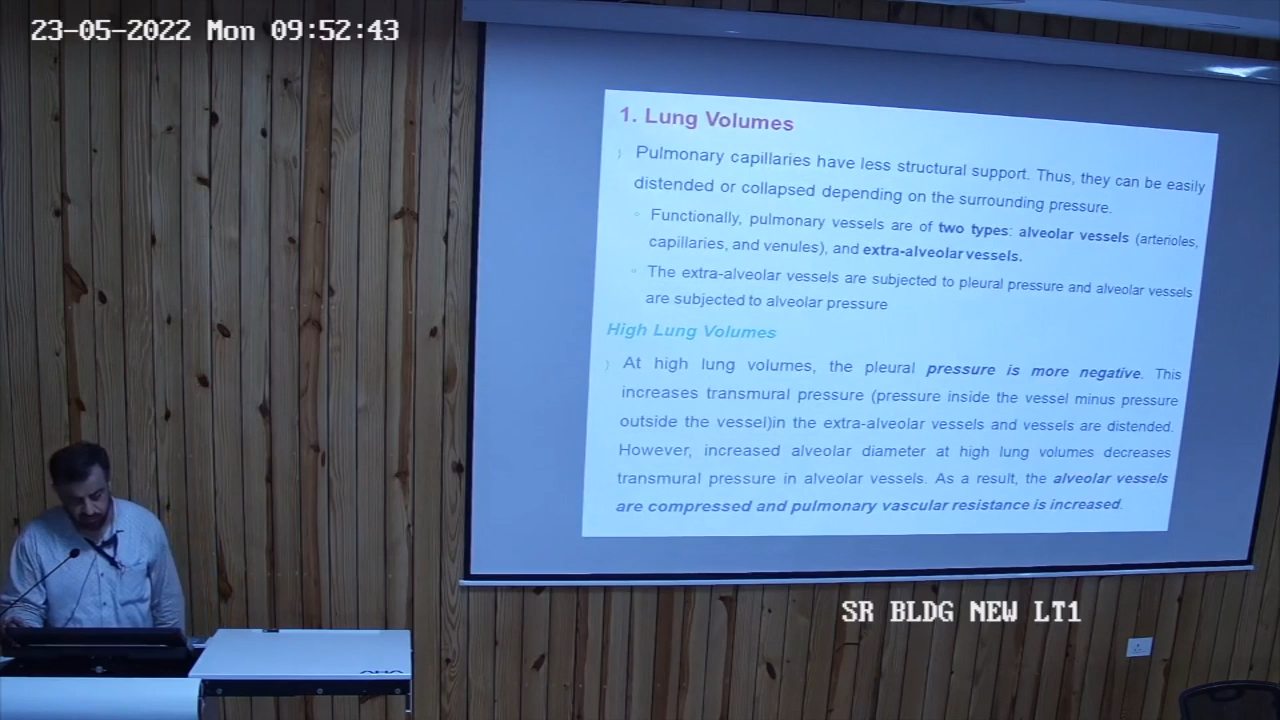 23-05-2022 Mon 09:52:43
1. Lung Volumes
Pulmonary capillaries have less structural support. Thus, they can be easily
distended or collapsed depending on the surrounding pressure.
Functionally, pulmonary vessels are of two types: alveolar vessels (arterioles,
capillaries, and venules), and extra-alveolar vessels.
The extra-alveolar vessels are subjected to pleural pressure and alveolar vessels
are subjected to alveolar pressure
High Lung Volumes
At high lung volumes, the pleural pressure is more negative. This
increases transmural pressure (pressure inside the vessel minus pressure
outside the vessel)in the extra-alveolar vessels and vessels are distended.
However, increased alveolar diameter at high lung volumes decreases
transmural pressure in alveolar vessels. As a result, the alveolar vessels
are compressed and pulmonary vascular resistance is increased.
SR BLDG NEW LT1